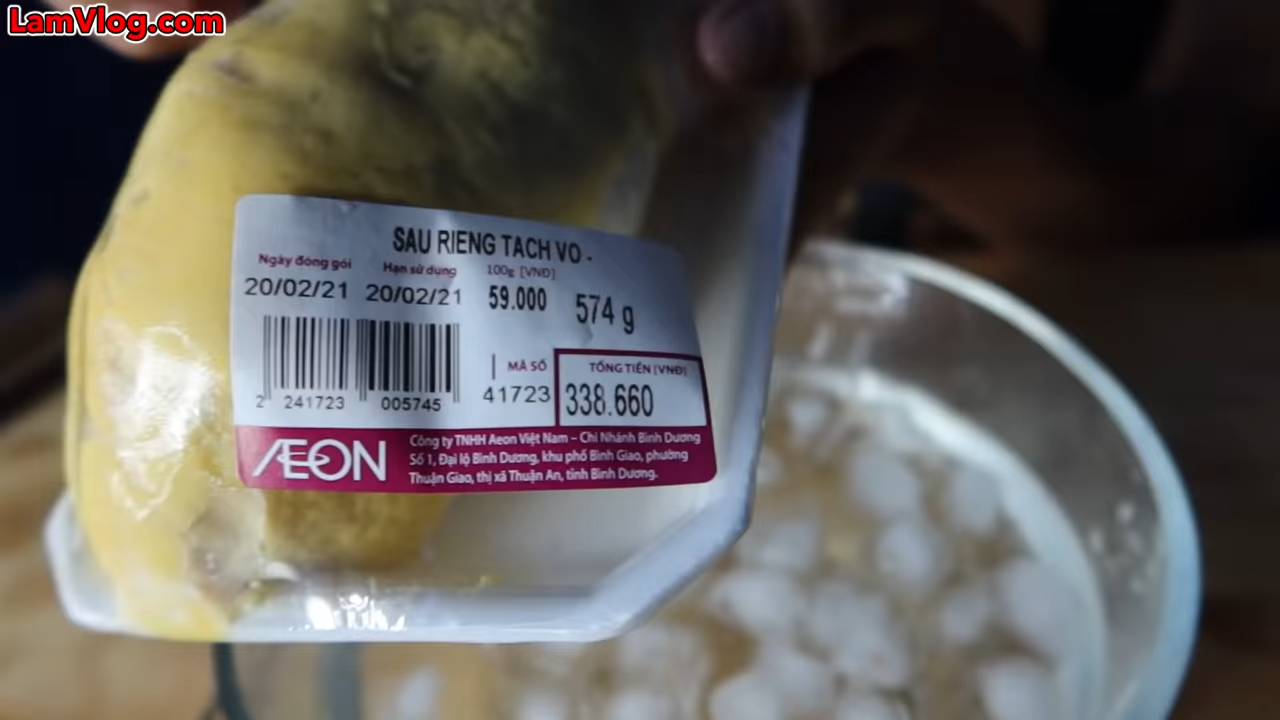 LamVlog.com
SAU RIENG TACH VO -
Ngày đóng gói Hạn sử dụng 100g [VNĐ]
20/02/21 20/02/21 59.000 574 g
MÃ SỐ TỔNG TIỀN [VNĐ]
2 241723 005745 41723 338.660
ÆON
Công ty TNHH Aeon Việt Nam – Chi Nhánh Bình Dương
Số 1, Đại lộ Bình Dương, khu phố Bình Giao, phường
Thuận Giao, thị xã Thuận An, tỉnh Bình Dương.